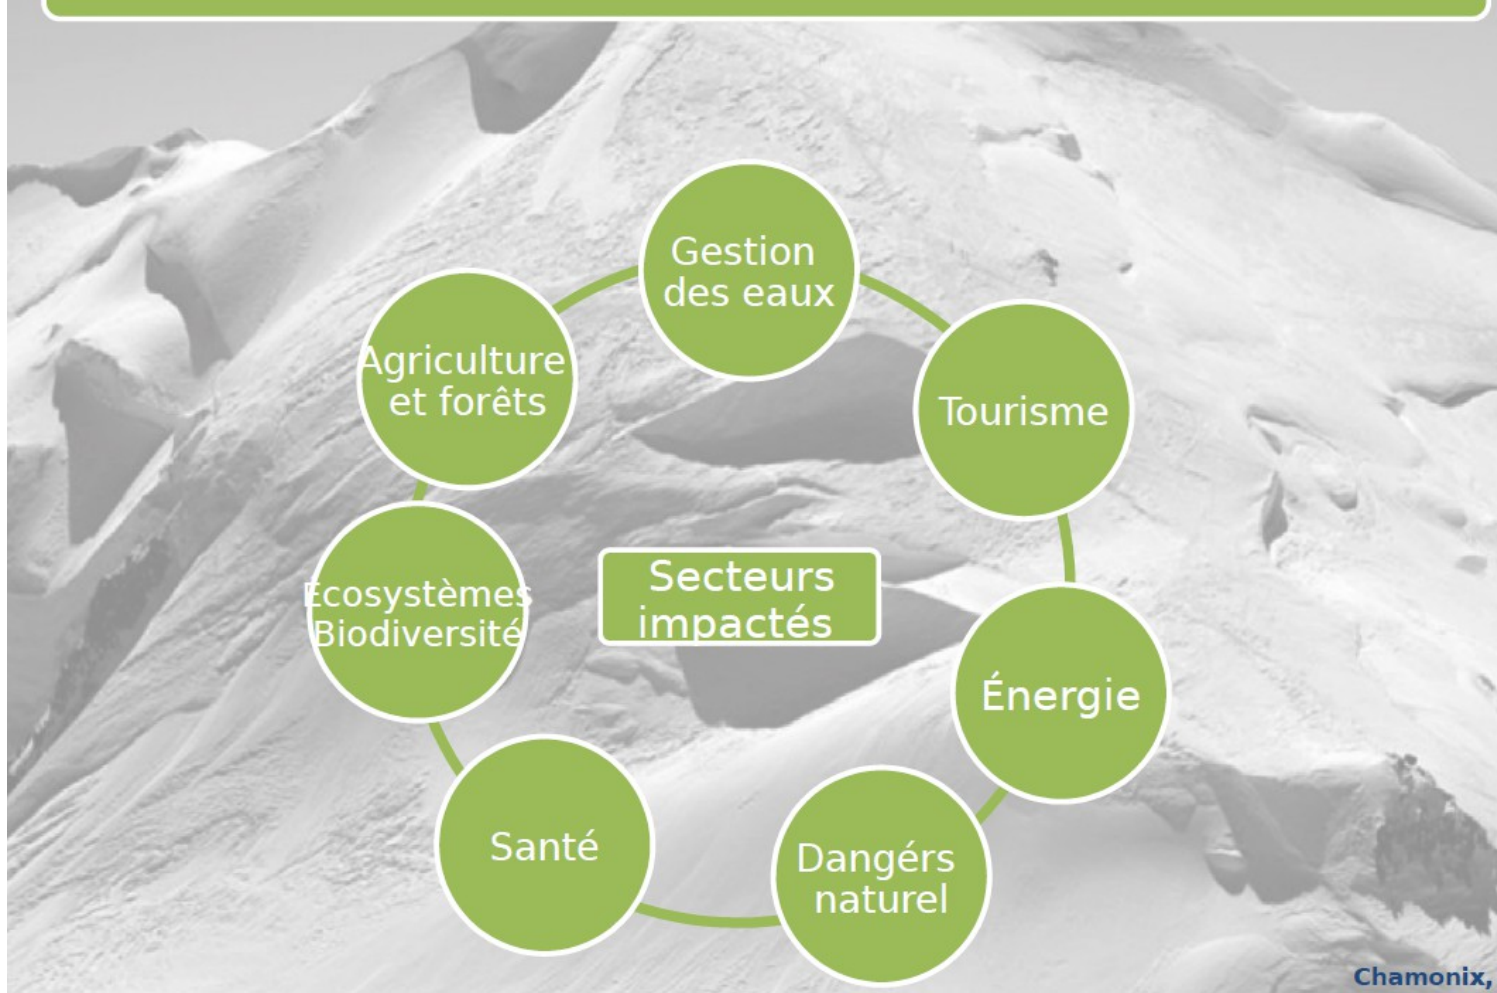 Gestion
des eaux
Tourisme
Énergie
Dangérs
naturel
Santé
Ecosystèmes
Biodiversité
Agriculture
et forêts
Secteurs
impactés
Chamonix,